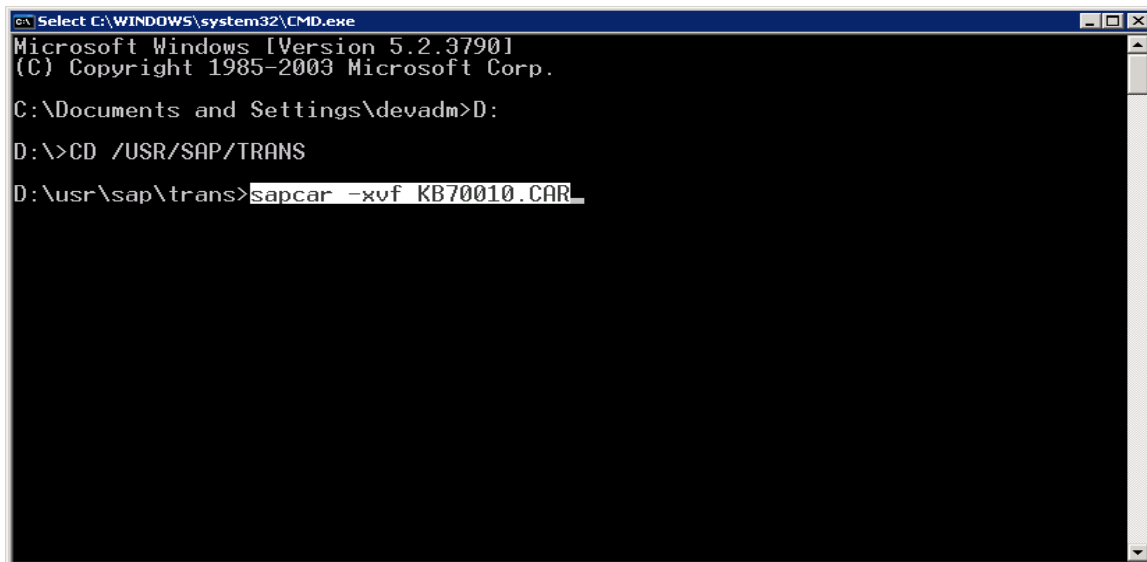 Select C:\WINDOWS\system32\CMD.exe
Microsoft Windows [Version 5.2.3790]
(C) Copyright 1985-2003 Microsoft Corp.
C:\Documents and Settings\devadm>D:
D:\>CD /USR/SAP/TRANS
D:\usr\sap\trans>sapcar -xvf KB70010.CAR